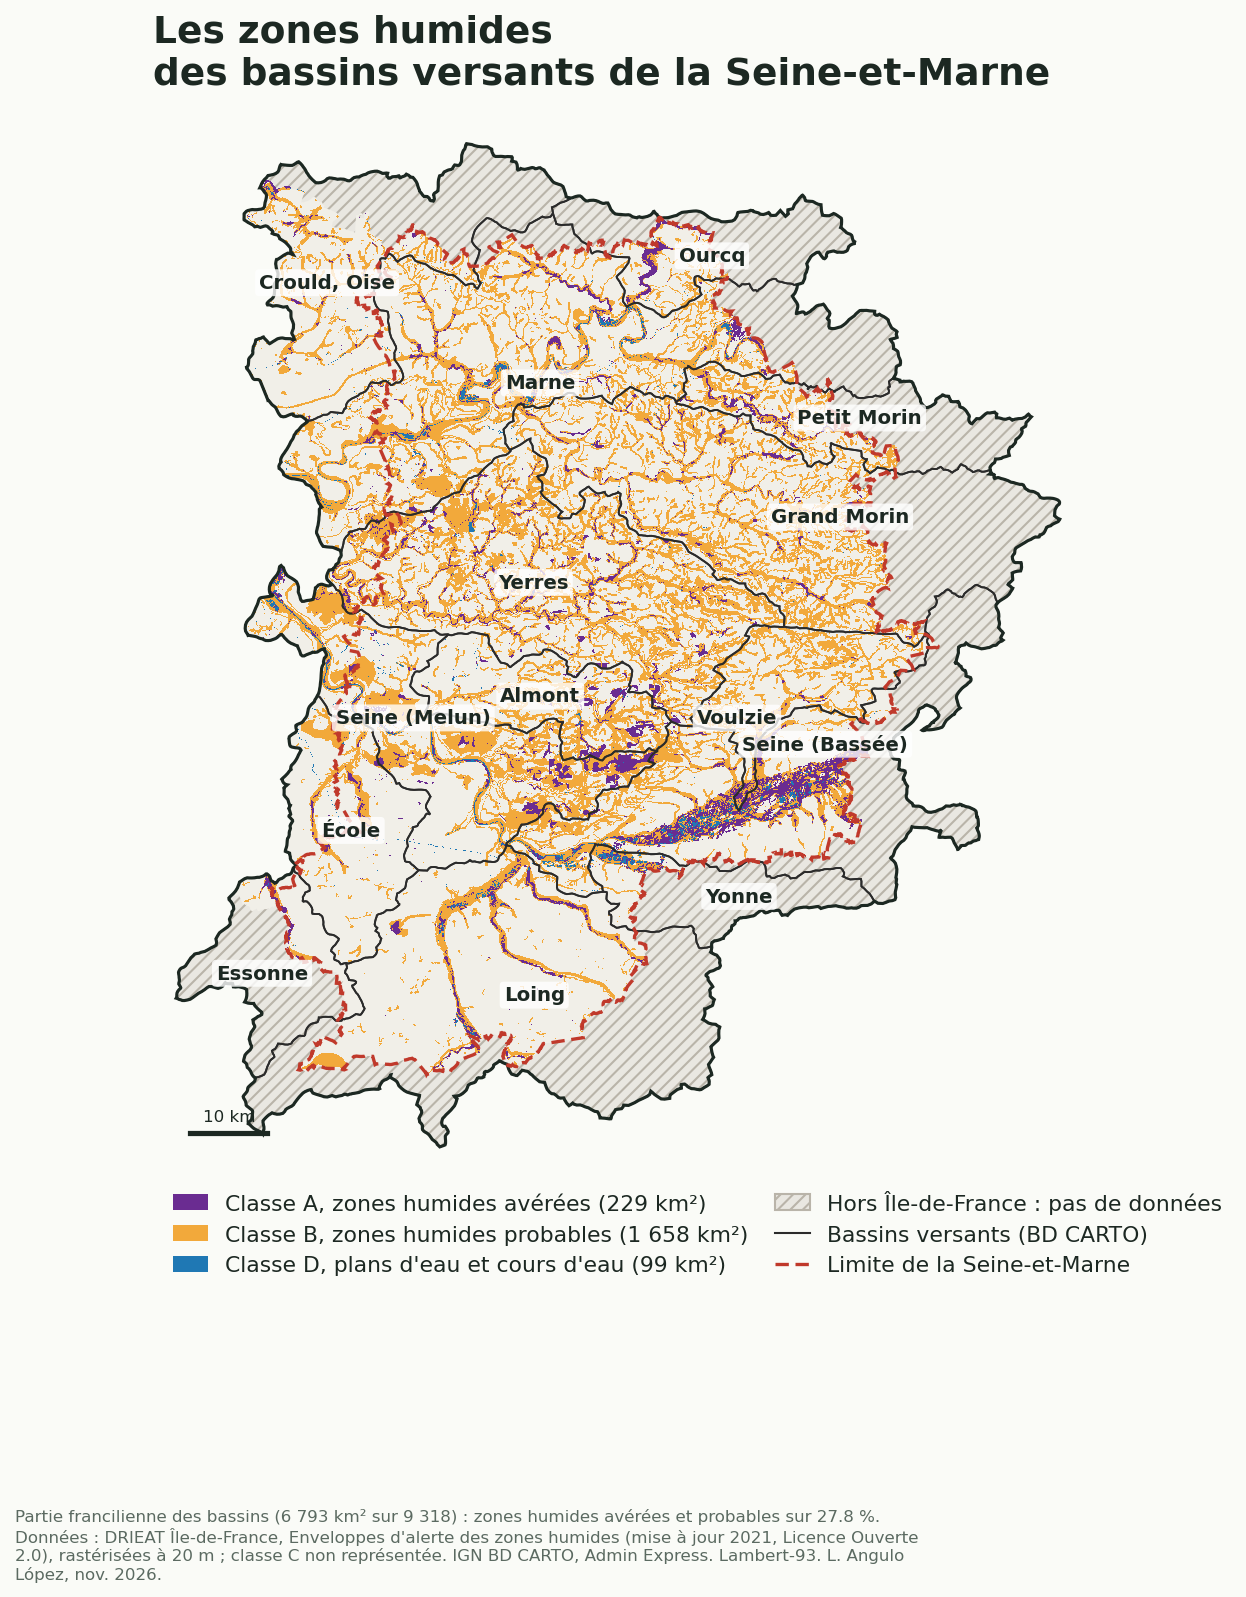 Les zones humides
des bassins versants de la Seine-et-Marne
Ourcq
Crould, Oise
Marne
Petit Morin
Grand Morin
Yerres
Almont
Seine (Melun)
Voulzie
Seine (Bassée)
École
Yonne
Essonne
Loing
10 km
Classe A, zones humides avérées (229 km²)
Classe B, zones humides probables (1 658 km²)
Classe D, plans d'eau et cours d'eau (99 km²)
Hors Île-de-France : pas de données
Bassins versants (BD CARTO)
Limite de la Seine-et-Marne
Partie francilienne des bassins (6 793 km² sur 9 318) : zones humides avérées et probables sur 27.8 %.
Données : DRIEAT Île-de-France, Enveloppes d'alerte des zones humides (mise à jour 2021, Licence Ouverte
2.0), rastérisées à 20 m ; classe C non représentée. IGN BD CARTO, Admin Express. Lambert-93. L. Angulo
López, nov. 2026.